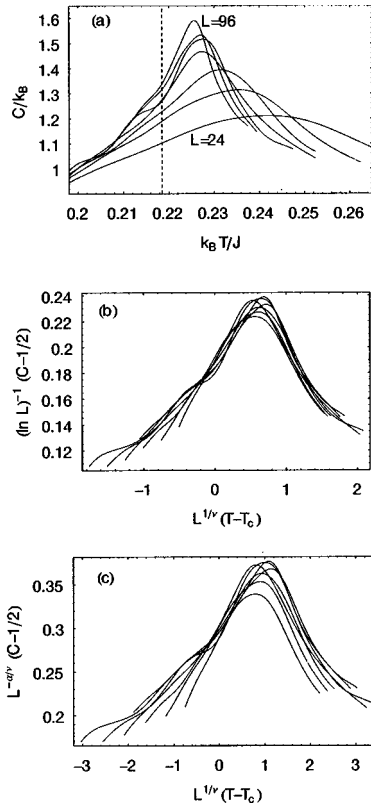 (a)
L=96
L=24
C/k_B
1.6
1.5
1.4
1.3
1.2
1.1
1
0.2 0.21 0.22 0.23 0.24 0.25 0.26
k_B T/J
(b)
(ln L)⁻¹ (C−1/2)
0.24
0.22
0.2
0.18
0.16
0.14
0.12
−1 0 1 2
L^{1/ν} (T−T_c)
(c)
L^{−α/ν} (C−1/2)
0.35
0.3
0.25
0.2
−3 −2 −1 0 1 2 3
L^{1/ν} (T−T_c)